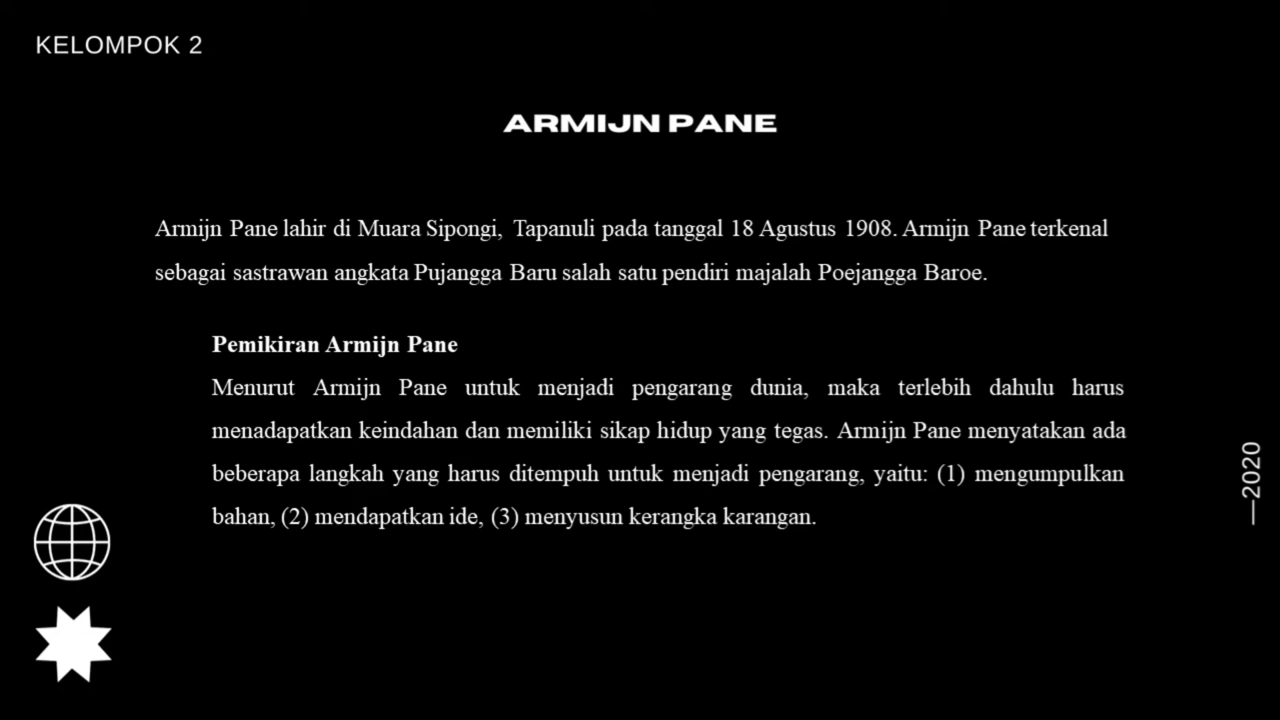 KELOMPOK 2
ARMIJN PANE
Armijn Pane lahir di Muara Sipongi, Tapanuli pada tanggal 18 Agustus 1908. Armijn Pane terkenal
sebagai sastrawan angkata Pujangga Baru salah satu pendiri majalah Poejangga Baroe.
Pemikiran Armijn Pane
Menurut Armijn Pane untuk menjadi pengarang dunia, maka terlebih dahulu harus
menadapatkan keindahan dan memiliki sikap hidup yang tegas. Armijn Pane menyatakan ada
beberapa langkah yang harus ditempuh untuk menjadi pengarang, yaitu: (1) mengumpulkan
bahan, (2) mendapatkan ide, (3) menyusun kerangka karangan.
—2020